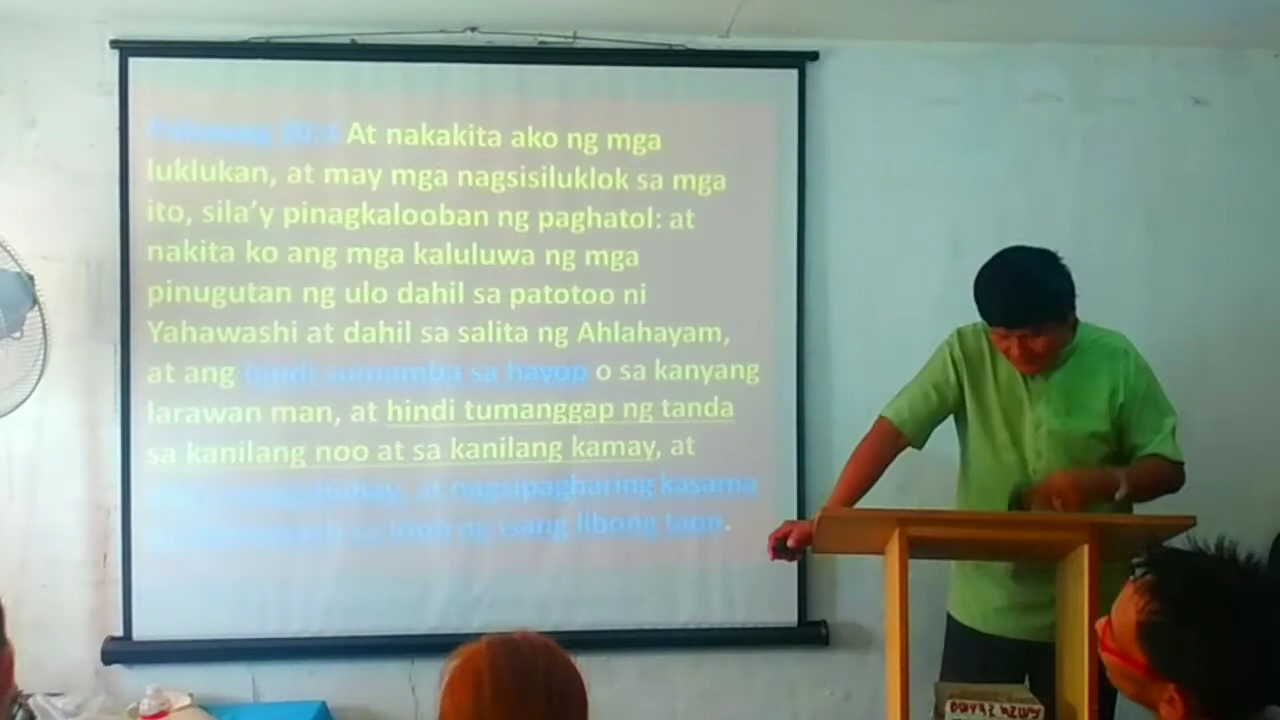 At nakakita ako ng mga
luklukan, at may mga nagsisiluklok sa mga
ito, sila'y pinagkalooban ng paghatol: at
nakita ko ang mga kaluluwa ng mga
pinugutan ng ulo dahil sa patotoo ni
Yahawashi at dahil sa salita ng Ahlahayam,
at ang hindi sumamba sa hayop o sa kanyang
larawan man, at hindi tumanggap ng tanda
sa kanilang noo at sa kanilang kamay, at
at nagsipagharing kasama
ng isang libong taon.